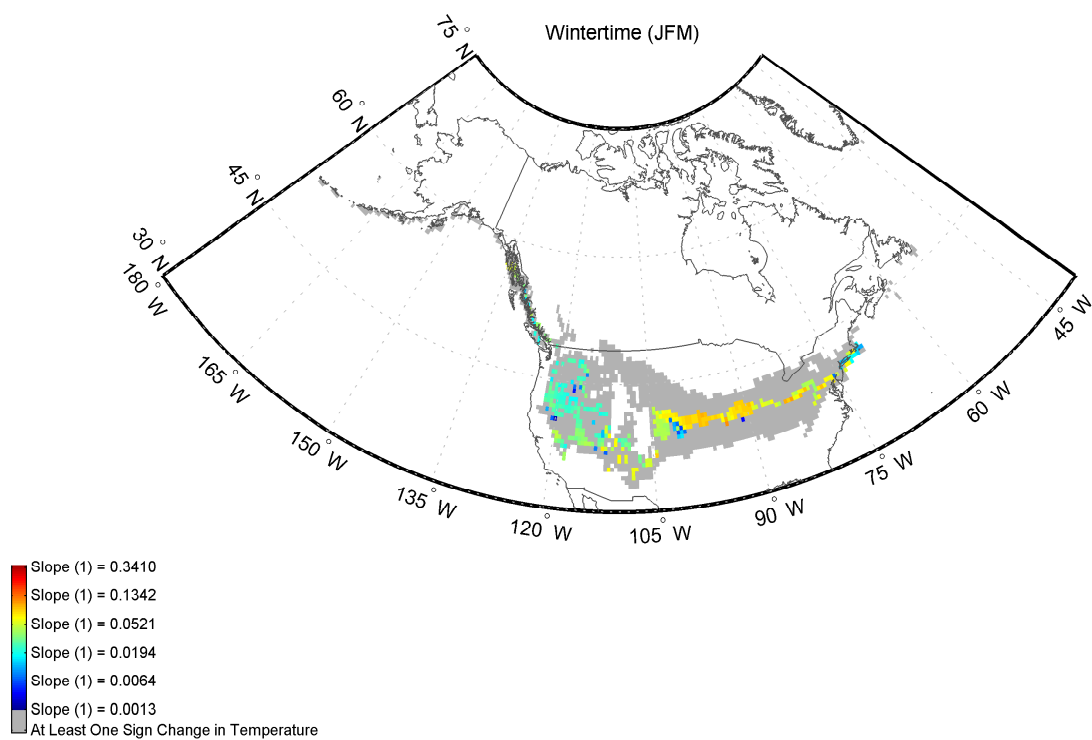 Wintertime (JFM)
75° N
60° N
45° N
30° N
180° W
165° W
150° W
135° W
120° W
105° W
90° W
75° W
60° W
45° W
Slope (1) = 0.3410
Slope (1) = 0.1342
Slope (1) = 0.0521
Slope (1) = 0.0194
Slope (1) = 0.0064
Slope (1) = 0.0013
At Least One Sign Change in Temperature